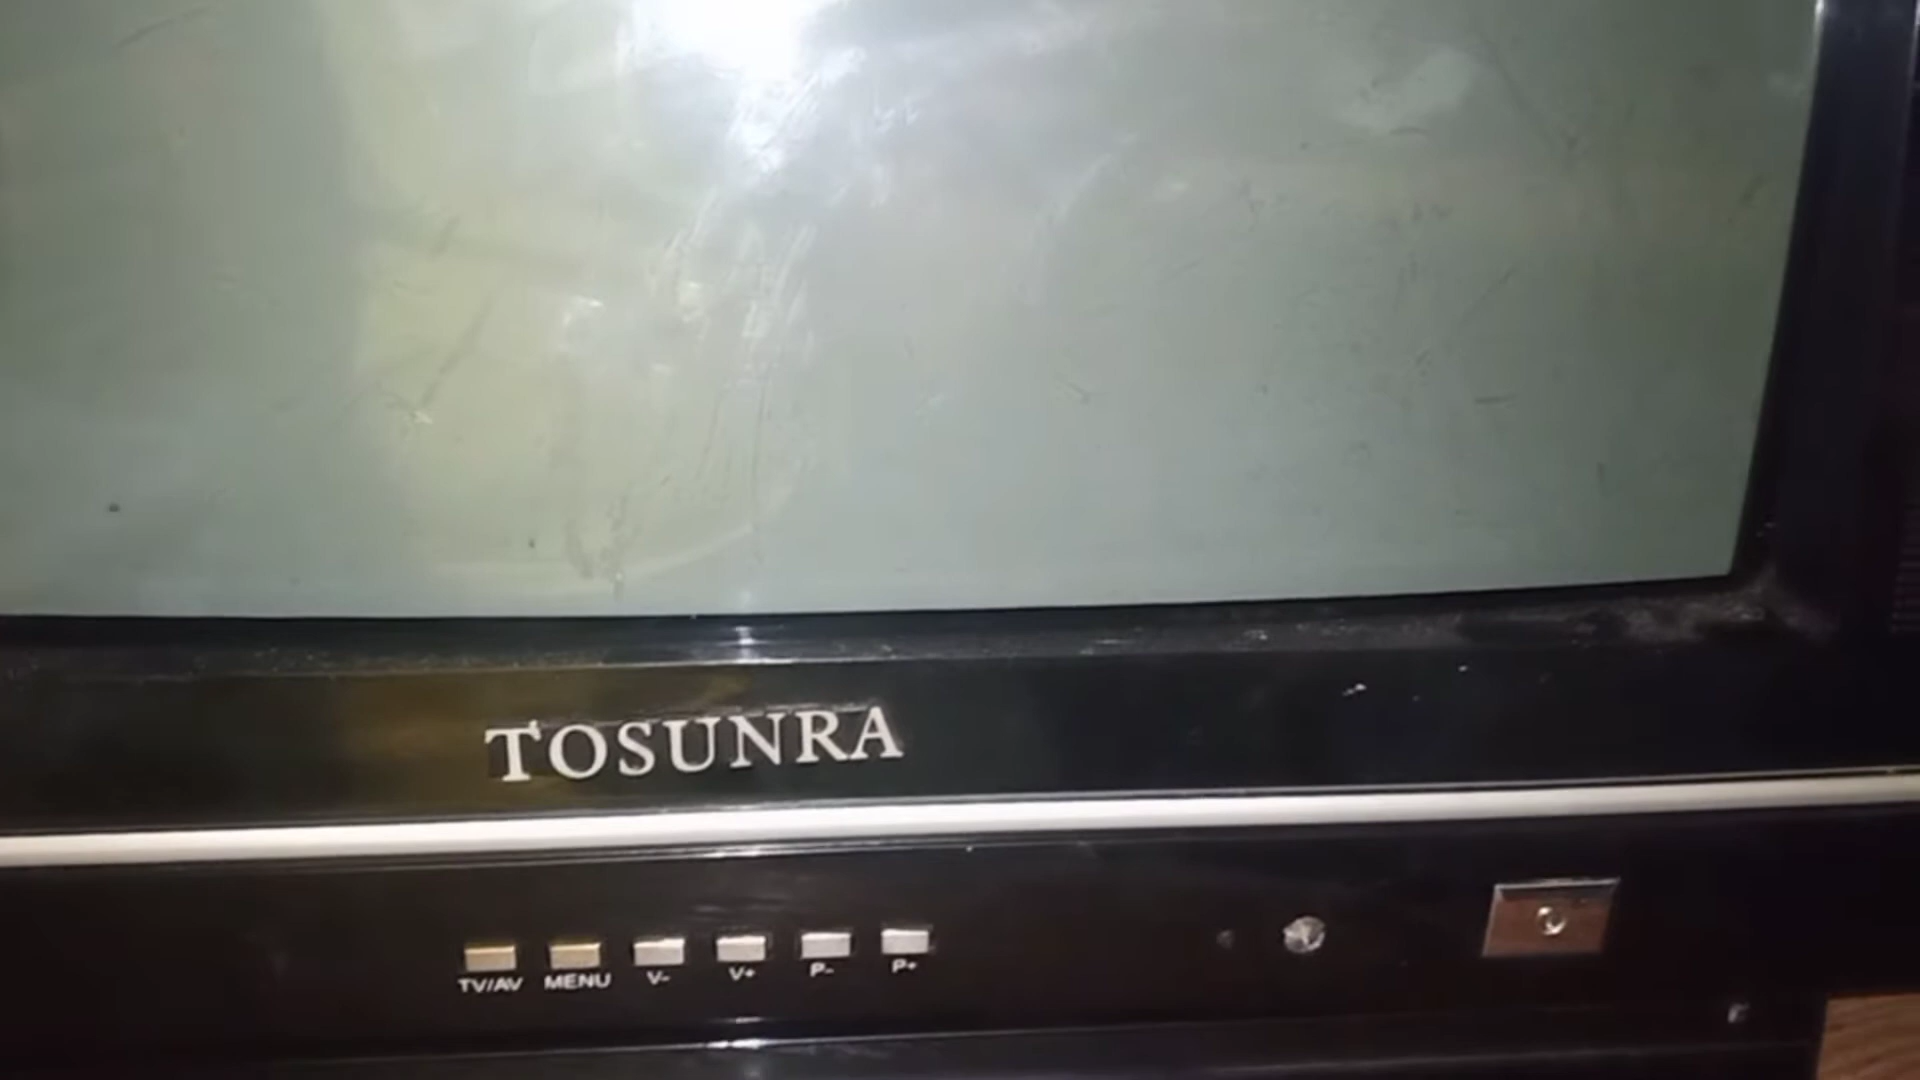 TOSUNRA
TV/AV MENU V- V+ P- P+